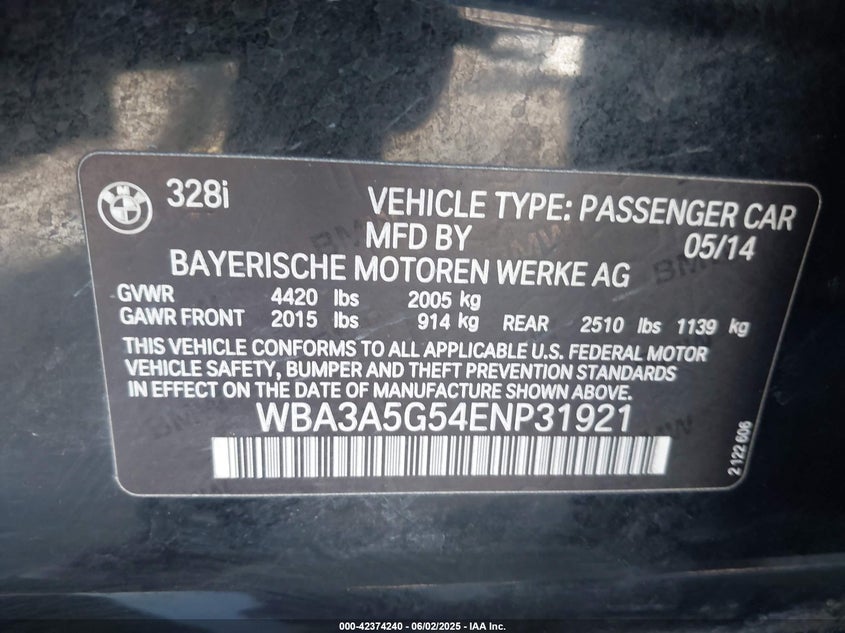 BMW 328i VEHICLE TYPE: PASSENGER CAR
MFD BY 05/14
BAYERISCHE MOTOREN WERKE AG
GVWR 4420 lbs 2005 kg
GAWR FRONT 2015 lbs 914 kg REAR 2510 lbs 1139 kg
THIS VEHICLE CONFORMS TO ALL APPLICABLE U.S. FEDERAL MOTOR
VEHICLE SAFETY, BUMPER AND THEFT PREVENTION STANDARDS
IN EFFECT ON THE DATE OF MANUFACTURE SHOWN ABOVE.
WBA3A5G54ENP31921
2 122 606
000-42374240 - 06/02/2025 - IAA Inc.